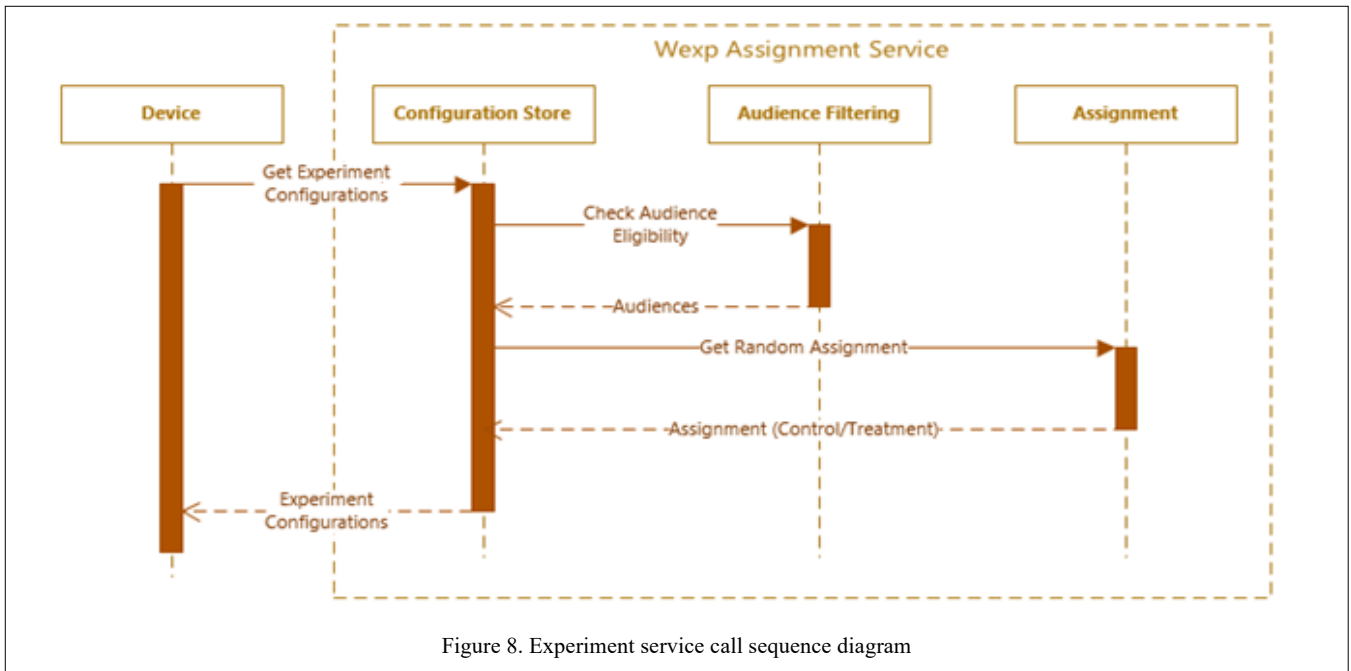 Wexp Assignment Service
Device
Configuration Store
Audience Filtering
Assignment
Get Experiment
Configurations
Check Audience
Eligibility
Audiences
Get Random Assignment
Assignment (Control/Treatment)
Experiment
Configurations
Figure 8. Experiment service call sequence diagram